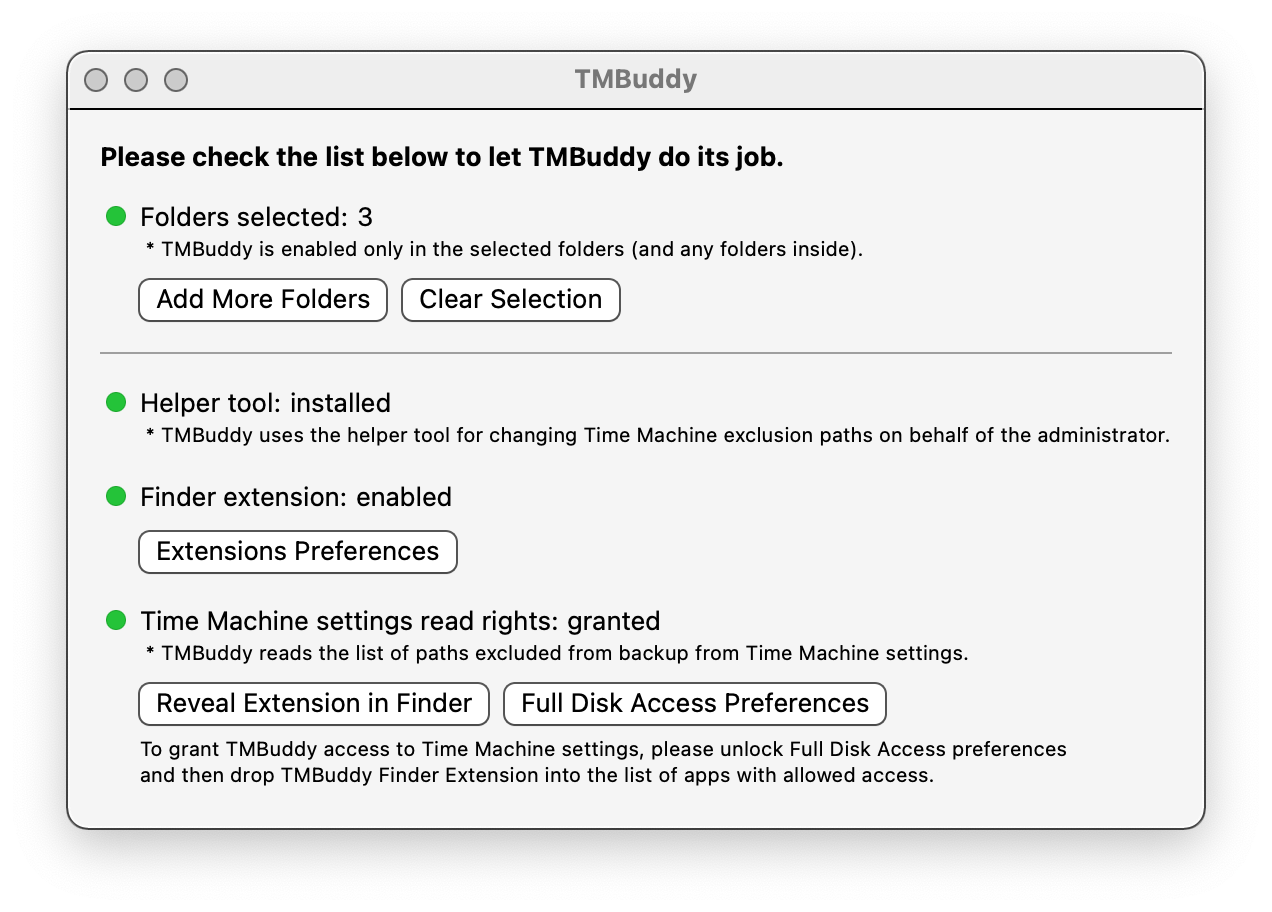 TMBuddy
Please check the list below to let TMBuddy do its job.
Folders selected: 3
* TMBuddy is enabled only in the selected folders (and any folders inside).
Add More Folders
Clear Selection
Helper tool: installed
* TMBuddy uses the helper tool for changing Time Machine exclusion paths on behalf of the administrator.
Finder extension: enabled
Extensions Preferences
Time Machine settings read rights: granted
* TMBuddy reads the list of paths excluded from backup from Time Machine settings.
Reveal Extension in Finder
Full Disk Access Preferences
To grant TMBuddy access to Time Machine settings, please unlock Full Disk Access preferences
and then drop TMBuddy Finder Extension into the list of apps with allowed access.